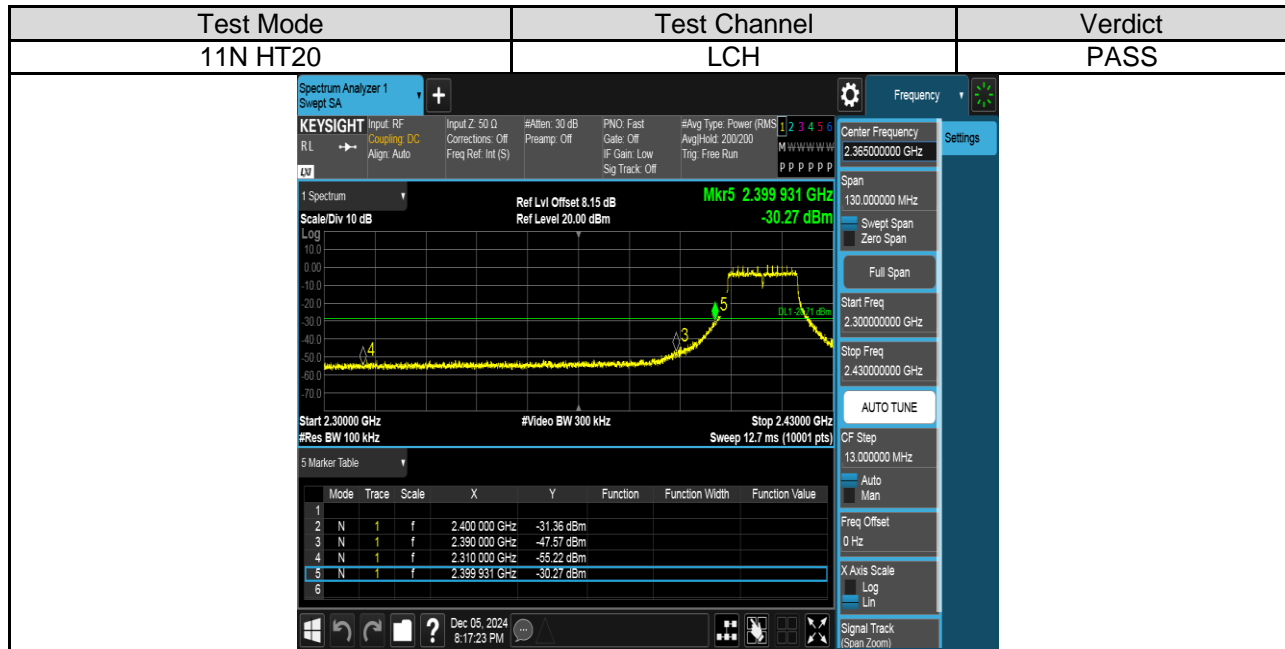 Test Mode Test Channel Verdict
11N HT20 LCH PASS
Spectrum Analyzer 1
Swept SA
Frequency
KEYSIGHT
RL
LXI
Input: RF
Coupling: DC
Align: Auto
Input Z: 50 Ω
Corrections: Off
Freq Ref: Int (S)
#Atten: 30 dB
Preamp: Off
PNO: Fast
Gate: Off
IF Gain: Low
Sig Track: Off
#Avg Type: Power (RMS
Avg|Hold: 200/200
Trig: Free Run
1 2 3 4 5 6
M W W W W W
P P P P P P
1 Spectrum
Scale/Div 10 dB
Ref Lvl Offset 8.15 dB
Ref Level 20.00 dBm
Mkr5 2.399 931 GHz
-30.27 dBm
Log
10.0
0.00
-10.0
-20.0
-30.0
-40.0
-50.0
-60.0
-70.0
4
3
5
Start 2.30000 GHz
#Res BW 100 kHz
#Video BW 300 kHz
Stop 2.43000 GHz
Sweep 12.7 ms (10001 pts)
5 Marker Table
Mode Trace Scale X Y Function Function Width Function Value
1
2 N 1 f 2.400 000 GHz -31.36 dBm
3 N 1 f 2.390 000 GHz -47.57 dBm
4 N 1 f 2.310 000 GHz -55.22 dBm
5 N 1 f 2.399 931 GHz -30.27 dBm
6
Dec 05, 2024
8:17:23 PM
Center Frequency
2.365000000 GHz
Settings
Span
130.000000 MHz
Swept Span
Zero Span
Full Span
Start Freq
2.300000000 GHz
Stop Freq
2.430000000 GHz
AUTO TUNE
CF Step
13.000000 MHz
Auto
Man
Freq Offset
0 Hz
X Axis Scale
Log
Lin
Signal Track
(Span Zoom)